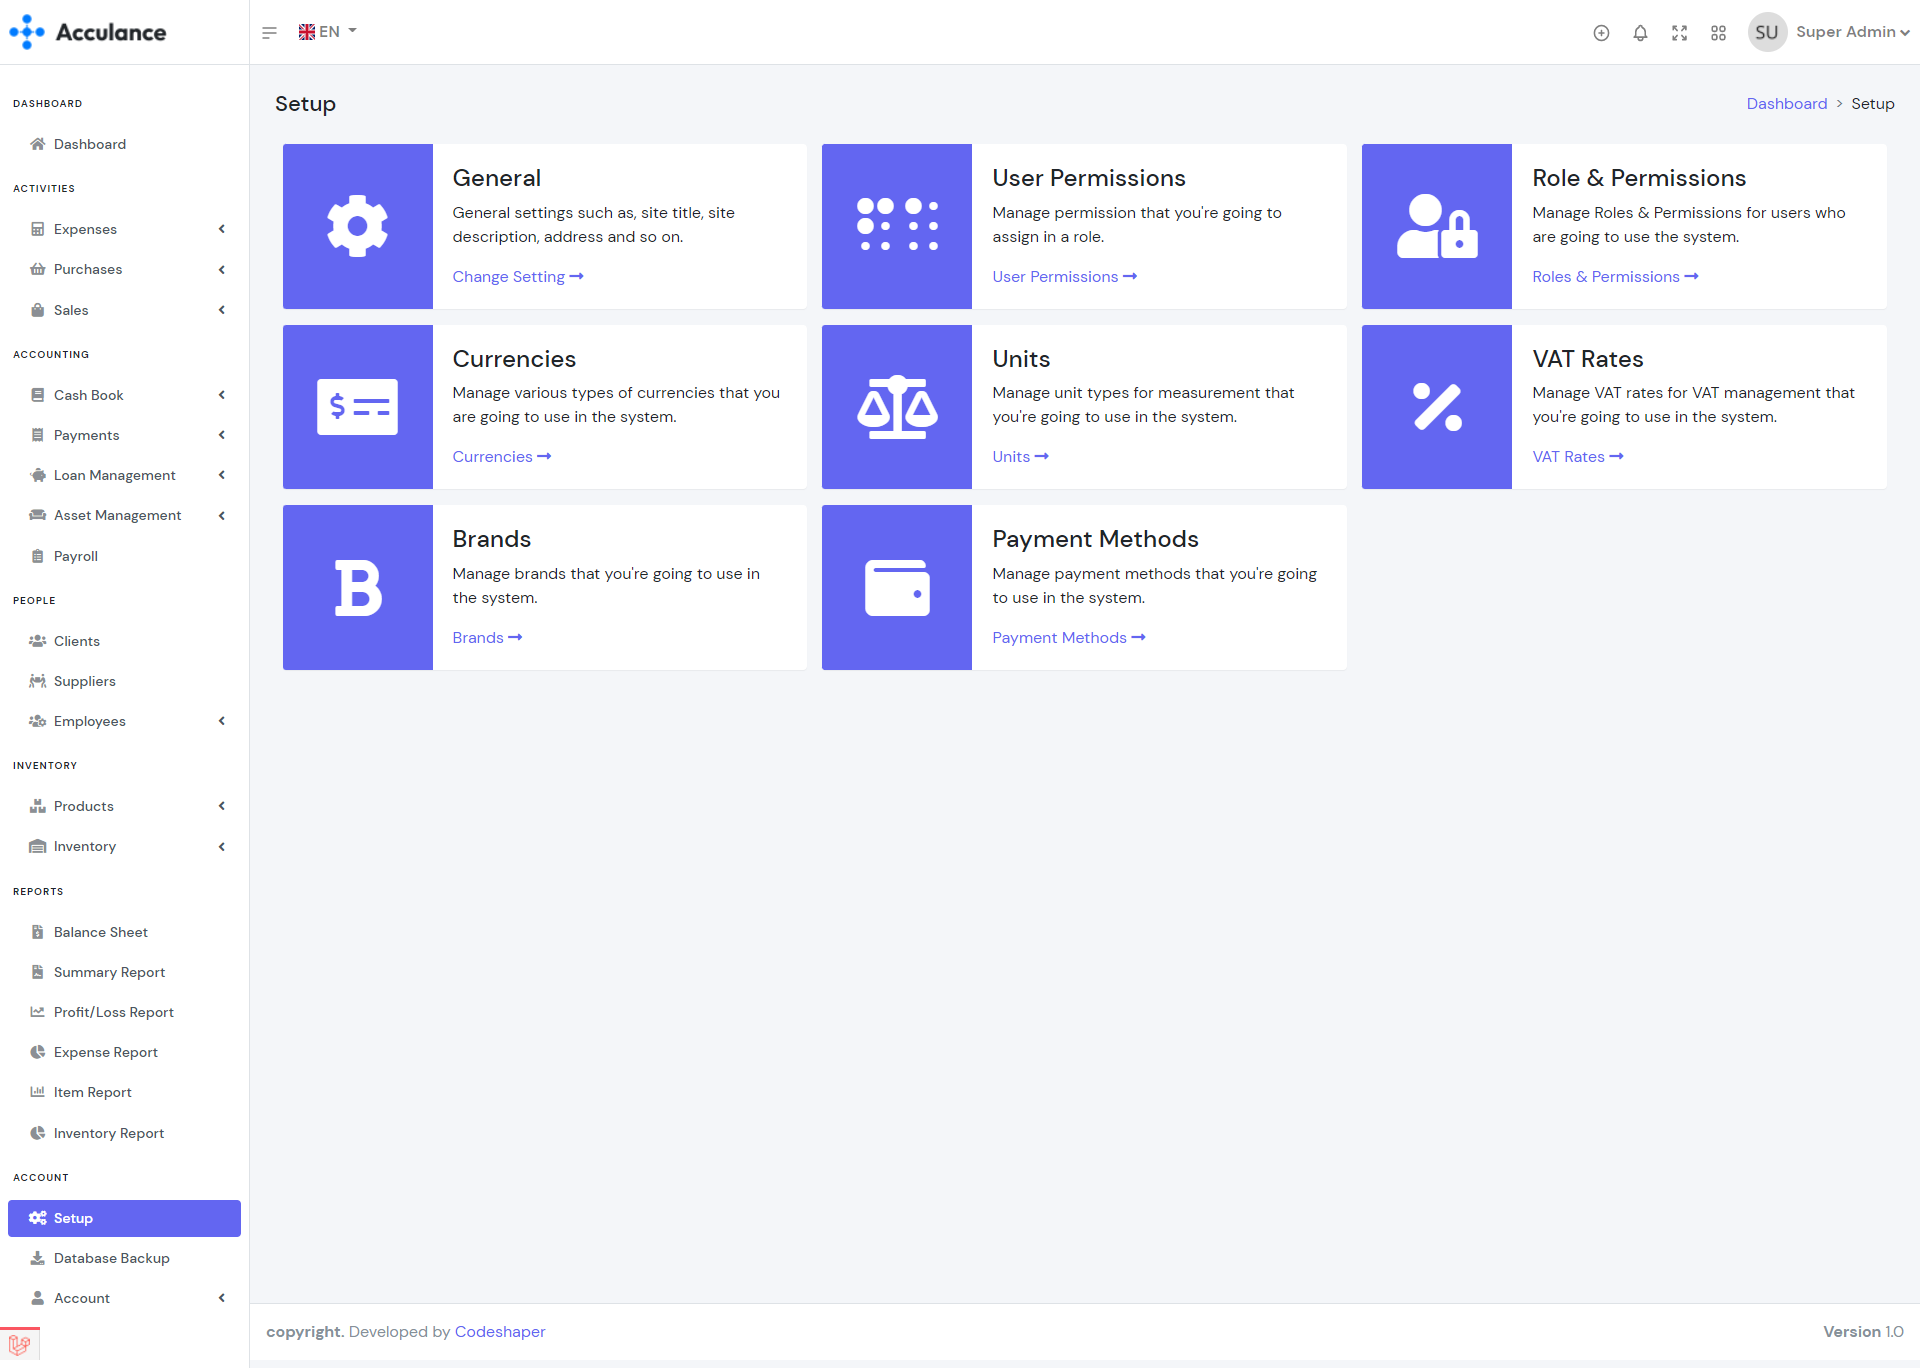 Acculance
EN
SU
Super Admin
DASHBOARD
Dashboard
ACTIVITIES
Expenses
Purchases
Sales
ACCOUNTING
Cash Book
Payments
Loan Management
Asset Management
Payroll
PEOPLE
Clients
Suppliers
Employees
INVENTORY
Products
Inventory
REPORTS
Balance Sheet
Summary Report
Profit/Loss Report
Expense Report
Item Report
Inventory Report
ACCOUNT
Setup
Database Backup
Account
Setup
Dashboard > Setup
General
General settings such as, site title, site
description, address and so on.
Change Setting
User Permissions
Manage permission that you're going to
assign in a role.
User Permissions
Role & Permissions
Manage Roles & Permissions for users who
are going to use the system.
Roles & Permissions
Currencies
Manage various types of currencies that you
are going to use in the system.
Currencies
Units
Manage unit types for measurement that
you're going to use in the system.
Units
VAT Rates
Manage VAT rates for VAT management that
you're going to use in the system.
VAT Rates
Brands
Manage brands that you're going to use in
the system.
Brands
Payment Methods
Manage payment methods that you're going
to use in the system.
Payment Methods
copyright. Developed by Codeshaper
Version 1.0